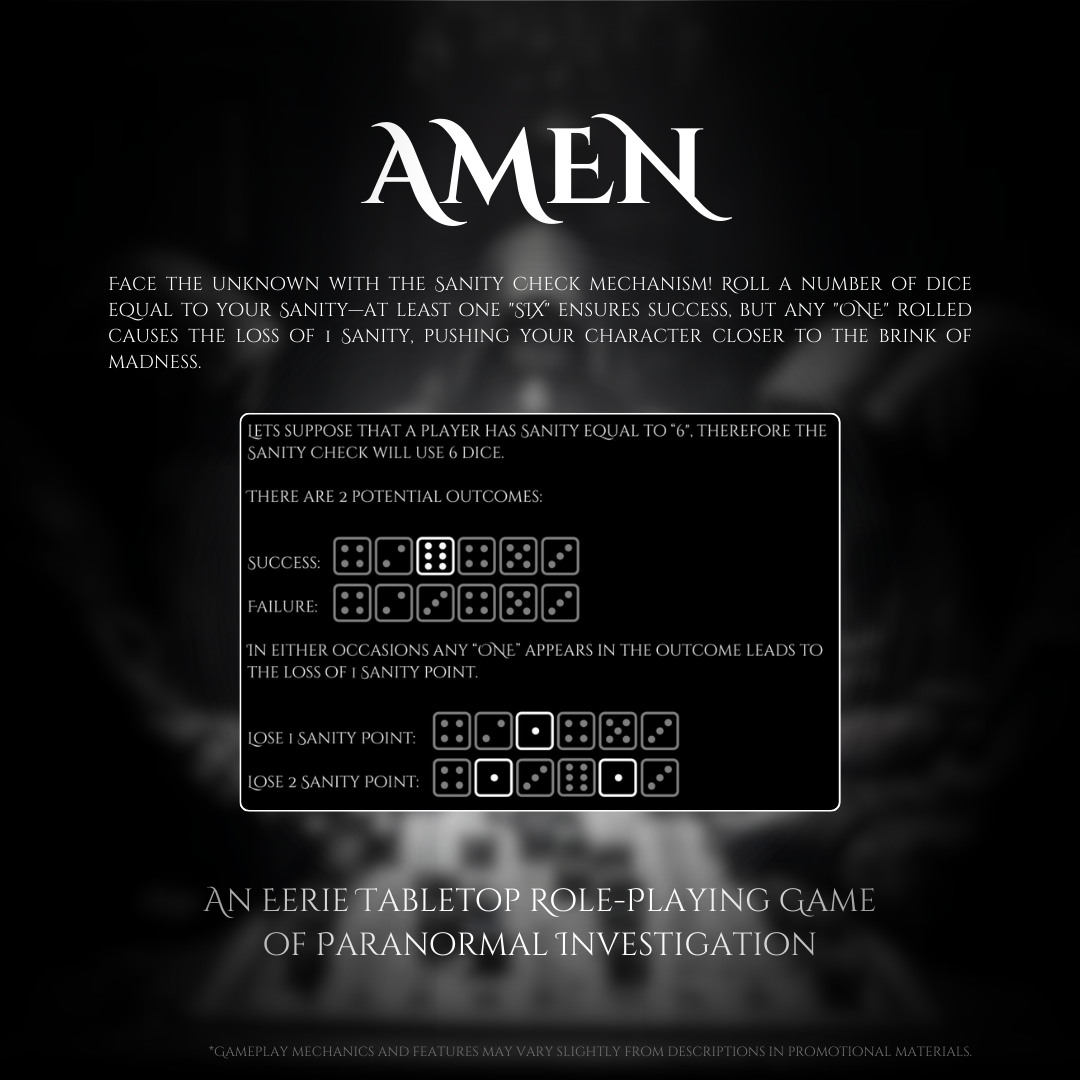 AMEN
Face the unknown with the Sanity Check mechanism! Roll a number of dice
equal to your Sanity—at least one "six" ensures success, but any "one" rolled
causes the loss of 1 Sanity, pushing your character closer to the brink of
madness.
Lets suppose that a player has Sanity equal to “6”, therefore the
Sanity Check will use 6 dice.
There are 2 potential outcomes:
Success:
Failure:
In either occasions any “one” appears in the outcome leads to
the loss of 1 Sanity point.
Lose 1 Sanity point:
Lose 2 Sanity point:
An Eerie Tabletop Role-Playing Game
of Paranormal Investigation
*Gameplay mechanics and features may vary slightly from descriptions in promotional materials.